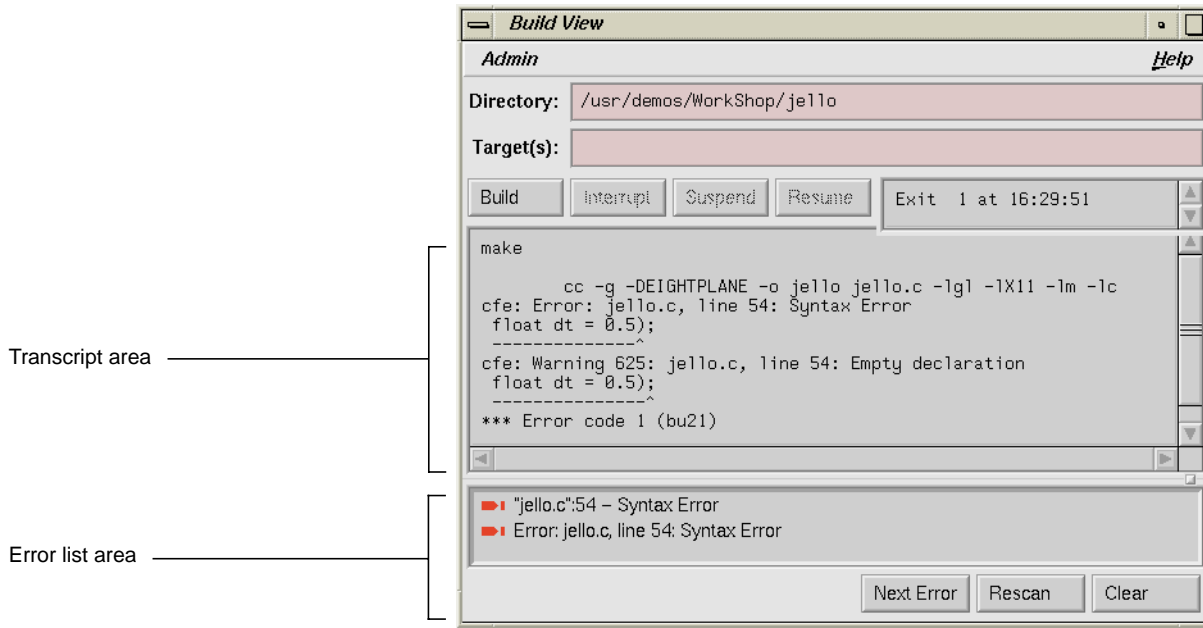 Build View
Admin Help
Directory: /usr/demos/WorkShop/jello
Target(s):
Build Interrupt Suspend Resume Exit 1 at 16:29:51
make
cc -g -DEIGHTPLANE -o jello jello.c -lgl -lX11 -lm -lc
cfe: Error: jello.c, line 54: Syntax Error
float dt = 0.5);
--------------^
cfe: Warning 625: jello.c, line 54: Empty declaration
float dt = 0.5);
---------------^
*** Error code 1 (bu21)
Transcript area
"jello.c":54 – Syntax Error
Error: jello.c, line 54: Syntax Error
Error list area
Next Error Rescan Clear